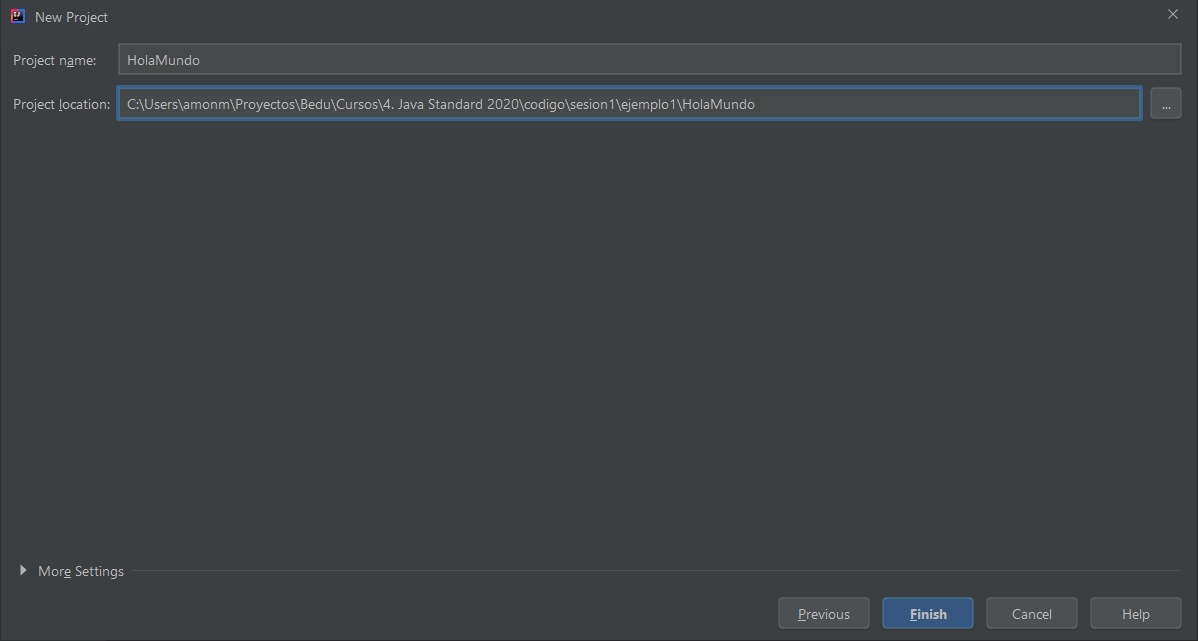 New Project
Project name: HolaMundo
Project location: C:\Users\amonm\Proyectos\Bedu\Cursos\4. Java Standard 2020\codigo\sesion1\ejemplo1\HolaMundo ...
More Settings
Previous Finish Cancel Help